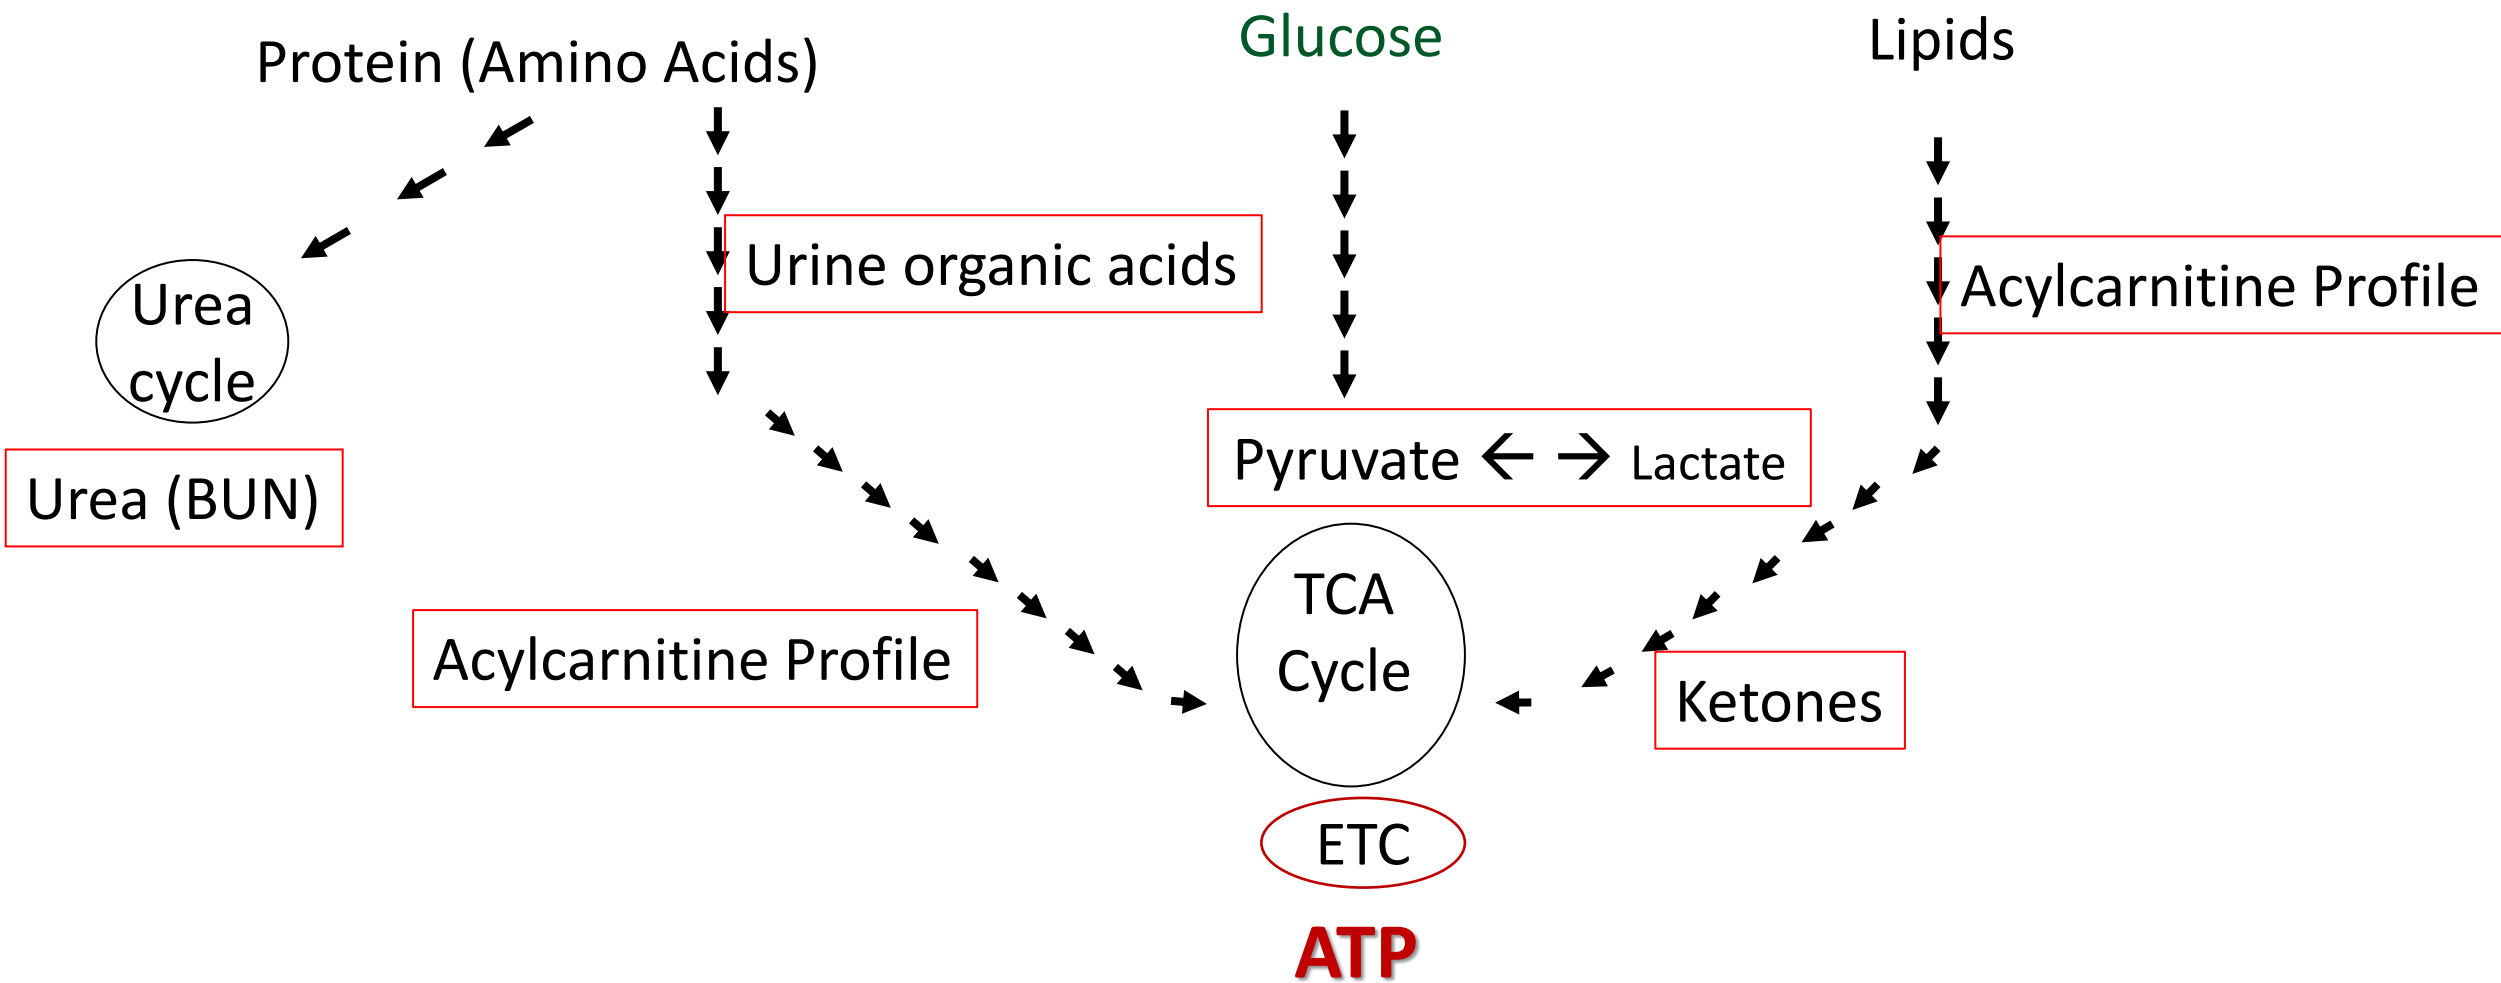 Protein (Amino Acids)
Glucose
Lipids
Urine organic acids
Acylcarnitine Profile
Urea
cycle
Urea (BUN)
Pyruvate ← → Lactate
TCA
Cycle
Acylcarnitine Profile
Ketones
ETC
ATP